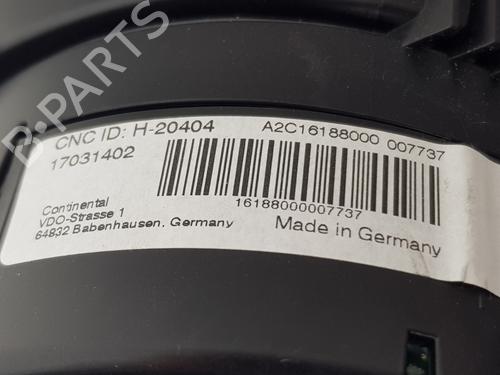 B-PARTS
CNC ID: H-20404
A2C16188000 007737
17031402
16188000007737
Continental
VDO-Strasse 1
64832 Babenhausen, Germany
Made in Germany